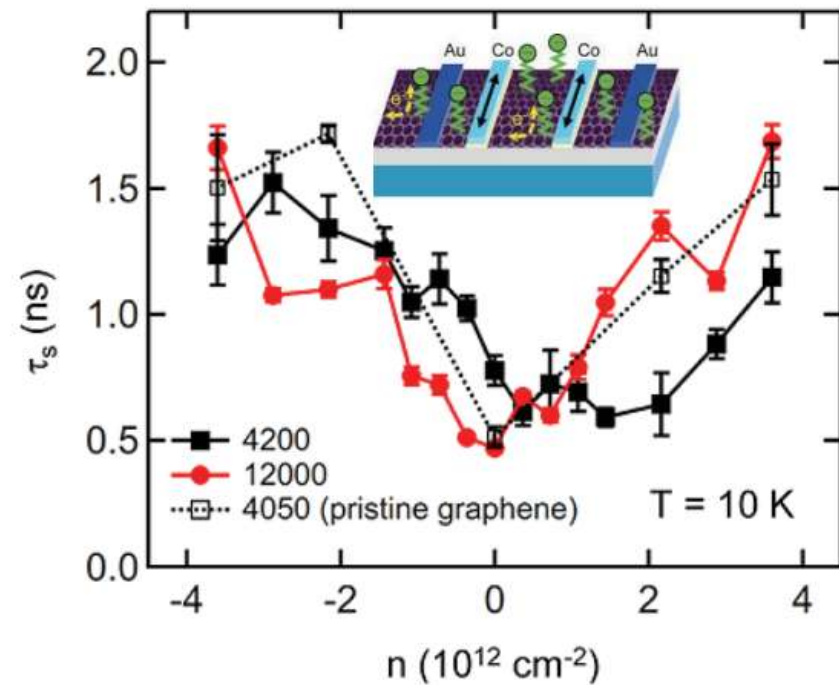 2.0
1.5
1.0
0.5
0.0
τs (ns)
Au Co Co Au
e
e
4200
12000
4050 (pristine graphene)
T = 10 K
-4 -2 0 2 4
n (10¹² cm⁻²)